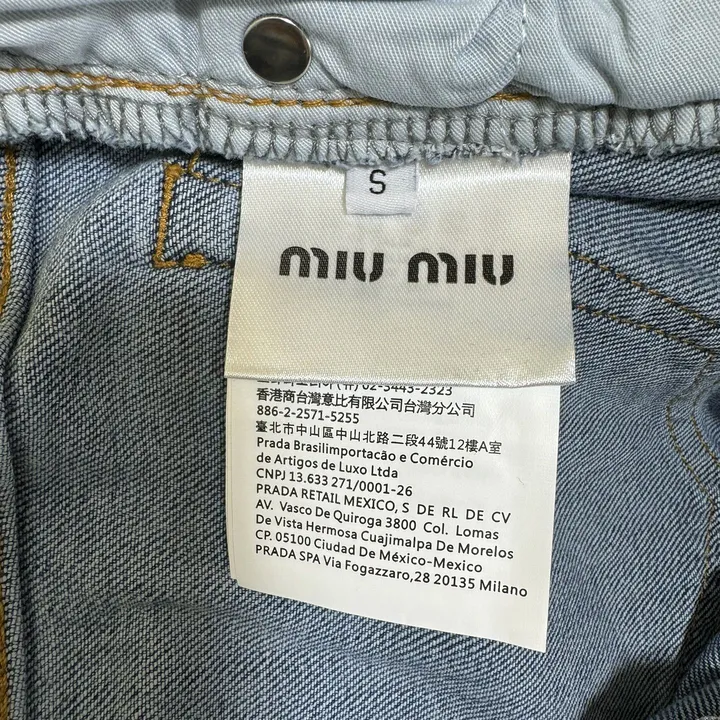 S
miu miu
02-3443-2323
香港商台灣意比有限公司台灣分公司
886-2-2571-5255
臺北市中山區中山北路二段44號12樓A室
Prada Brasilimportacão e Comércio
de Artigos de Luxo Ltda
CNPJ 13.633 271/0001-26
PRADA RETAIL MEXICO, S DE RL DE CV
AV. Vasco De Quiroga 3800 Col. Lomas
De Vista Hermosa Cuajimalpa De Morelos
CP. 05100 Ciudad De México-Mexico
PRADA SPA Via Fogazzaro,28 20135 Milano